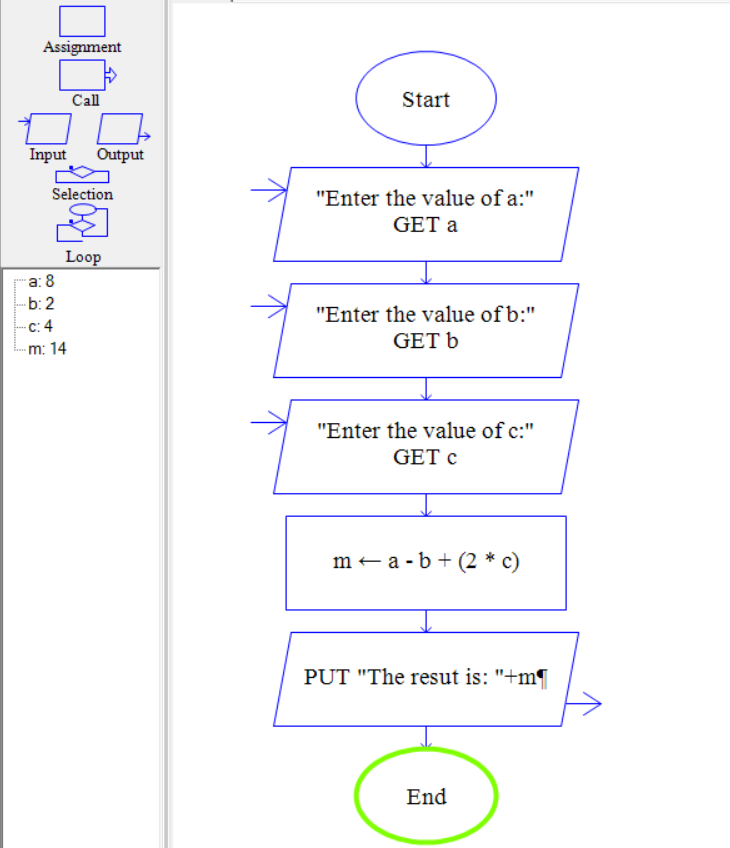 Assignment
Call
Input Output
Selection
Loop
a: 8
b: 2
c: 4
m: 14
Start
"Enter the value of a:"
GET a
"Enter the value of b:"
GET b
"Enter the value of c:"
GET c
m ← a - b + (2 * c)
PUT "The resut is: "+m¶
End